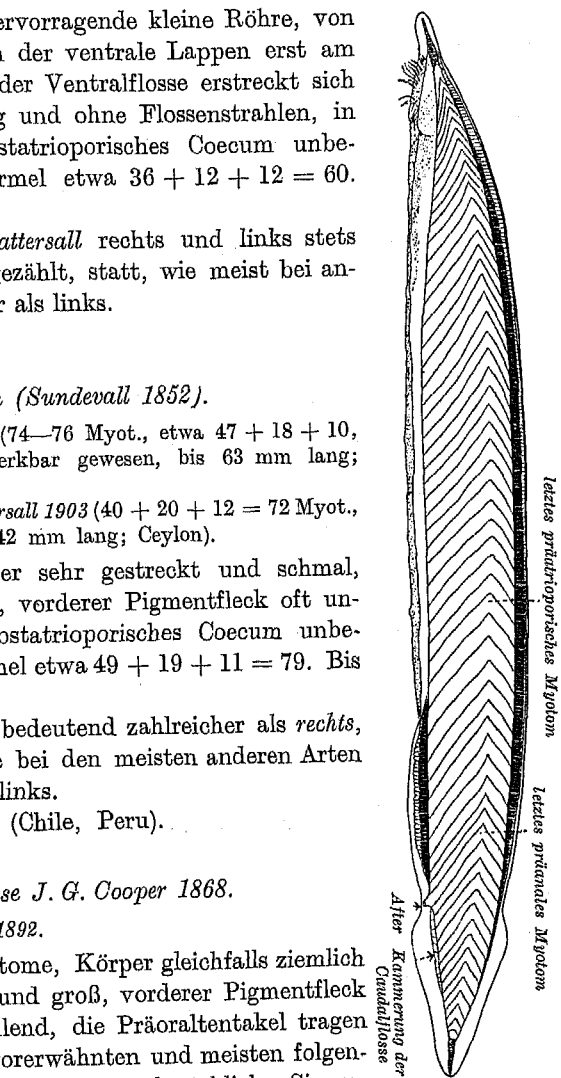 ervorragende kleine Röhre, von
der ventrale Lappen erst am
der Ventralflosse erstreckt sich
g und ohne Flossenstrahlen, in
statrioporisches Coecum unbe-
rmel etwa 36 + 12 + 12 = 60.
attersall rechts und links stets
ezählt, statt, wie meist bei an-
r als links.
(Sundevall 1852).
(74—76 Myot., etwa 47 + 18 + 10,
erkbar gewesen, bis 63 mm lang;
rsall 1903 (40 + 20 + 12 = 72 Myot.,
42 mm lang; Ceylon).
er sehr gestreckt und schmal,
, vorderer Pigmentfleck oft un-
ostatrioporisches Coecum unbe-
mel etwa 49 + 19 + 11 = 79. Bis
bedeutend zahlreicher als rechts,
e bei den meisten anderen Arten
links.
(Chile, Peru).
se J. G. Cooper 1868.
1892.
tome, Körper gleichfalls ziemlich
und groß, vorderer Pigmentfleck
llend, die Präoraltentakel tragen
orerwähnten und meisten folgen-
letztes präatrioporisches Myotom
letztes präanales Myotom
After
Kammerung der
Caudalflosse